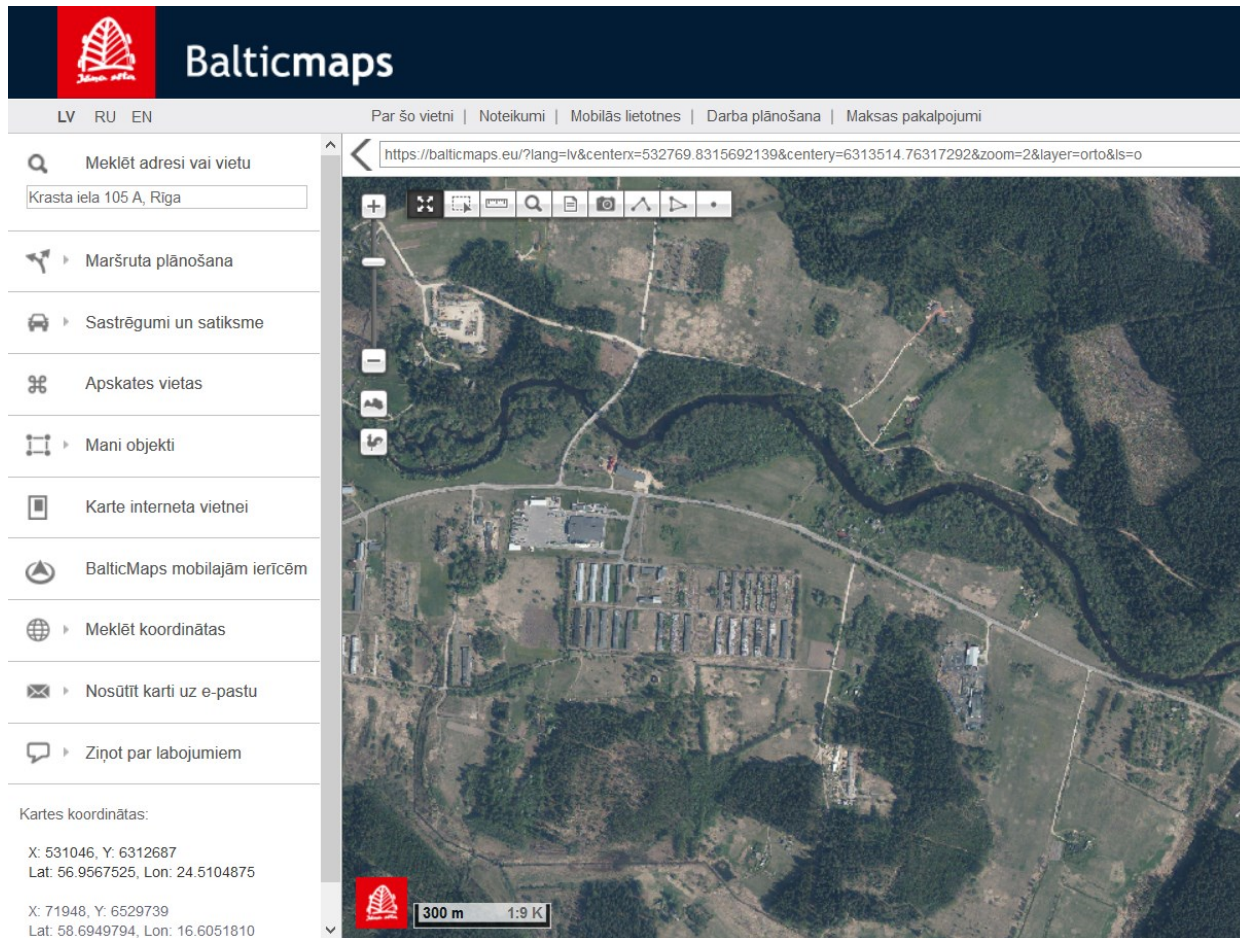 Jāņa sēta
Balticmaps
LV RU EN
Par šo vietni | Noteikumi | Mobilās lietotnes | Darba plānošana | Maksas pakalpojumi
Meklēt adresi vai vietu
Krasta iela 105 A, Rīga
https://balticmaps.eu/?lang=lv&centerx=532769.8315692139&centery=6313514.76317292&zoom=2&layer=orto&ls=o
Maršruta plānošana
Sastrēgumi un satiksme
Apskates vietas
Mani objekti
Karte interneta vietnei
BalticMaps mobilajām ierīcēm
Meklēt koordinātas
Nosūtīt karti uz e-pastu
Ziņot par labojumiem
Kartes koordinātas:
X: 531046, Y: 6312687
Lat: 56.9567525, Lon: 24.5104875
X: 71948, Y: 6529739
Lat: 58.6949794, Lon: 16.6051810
300 m 1:9 K